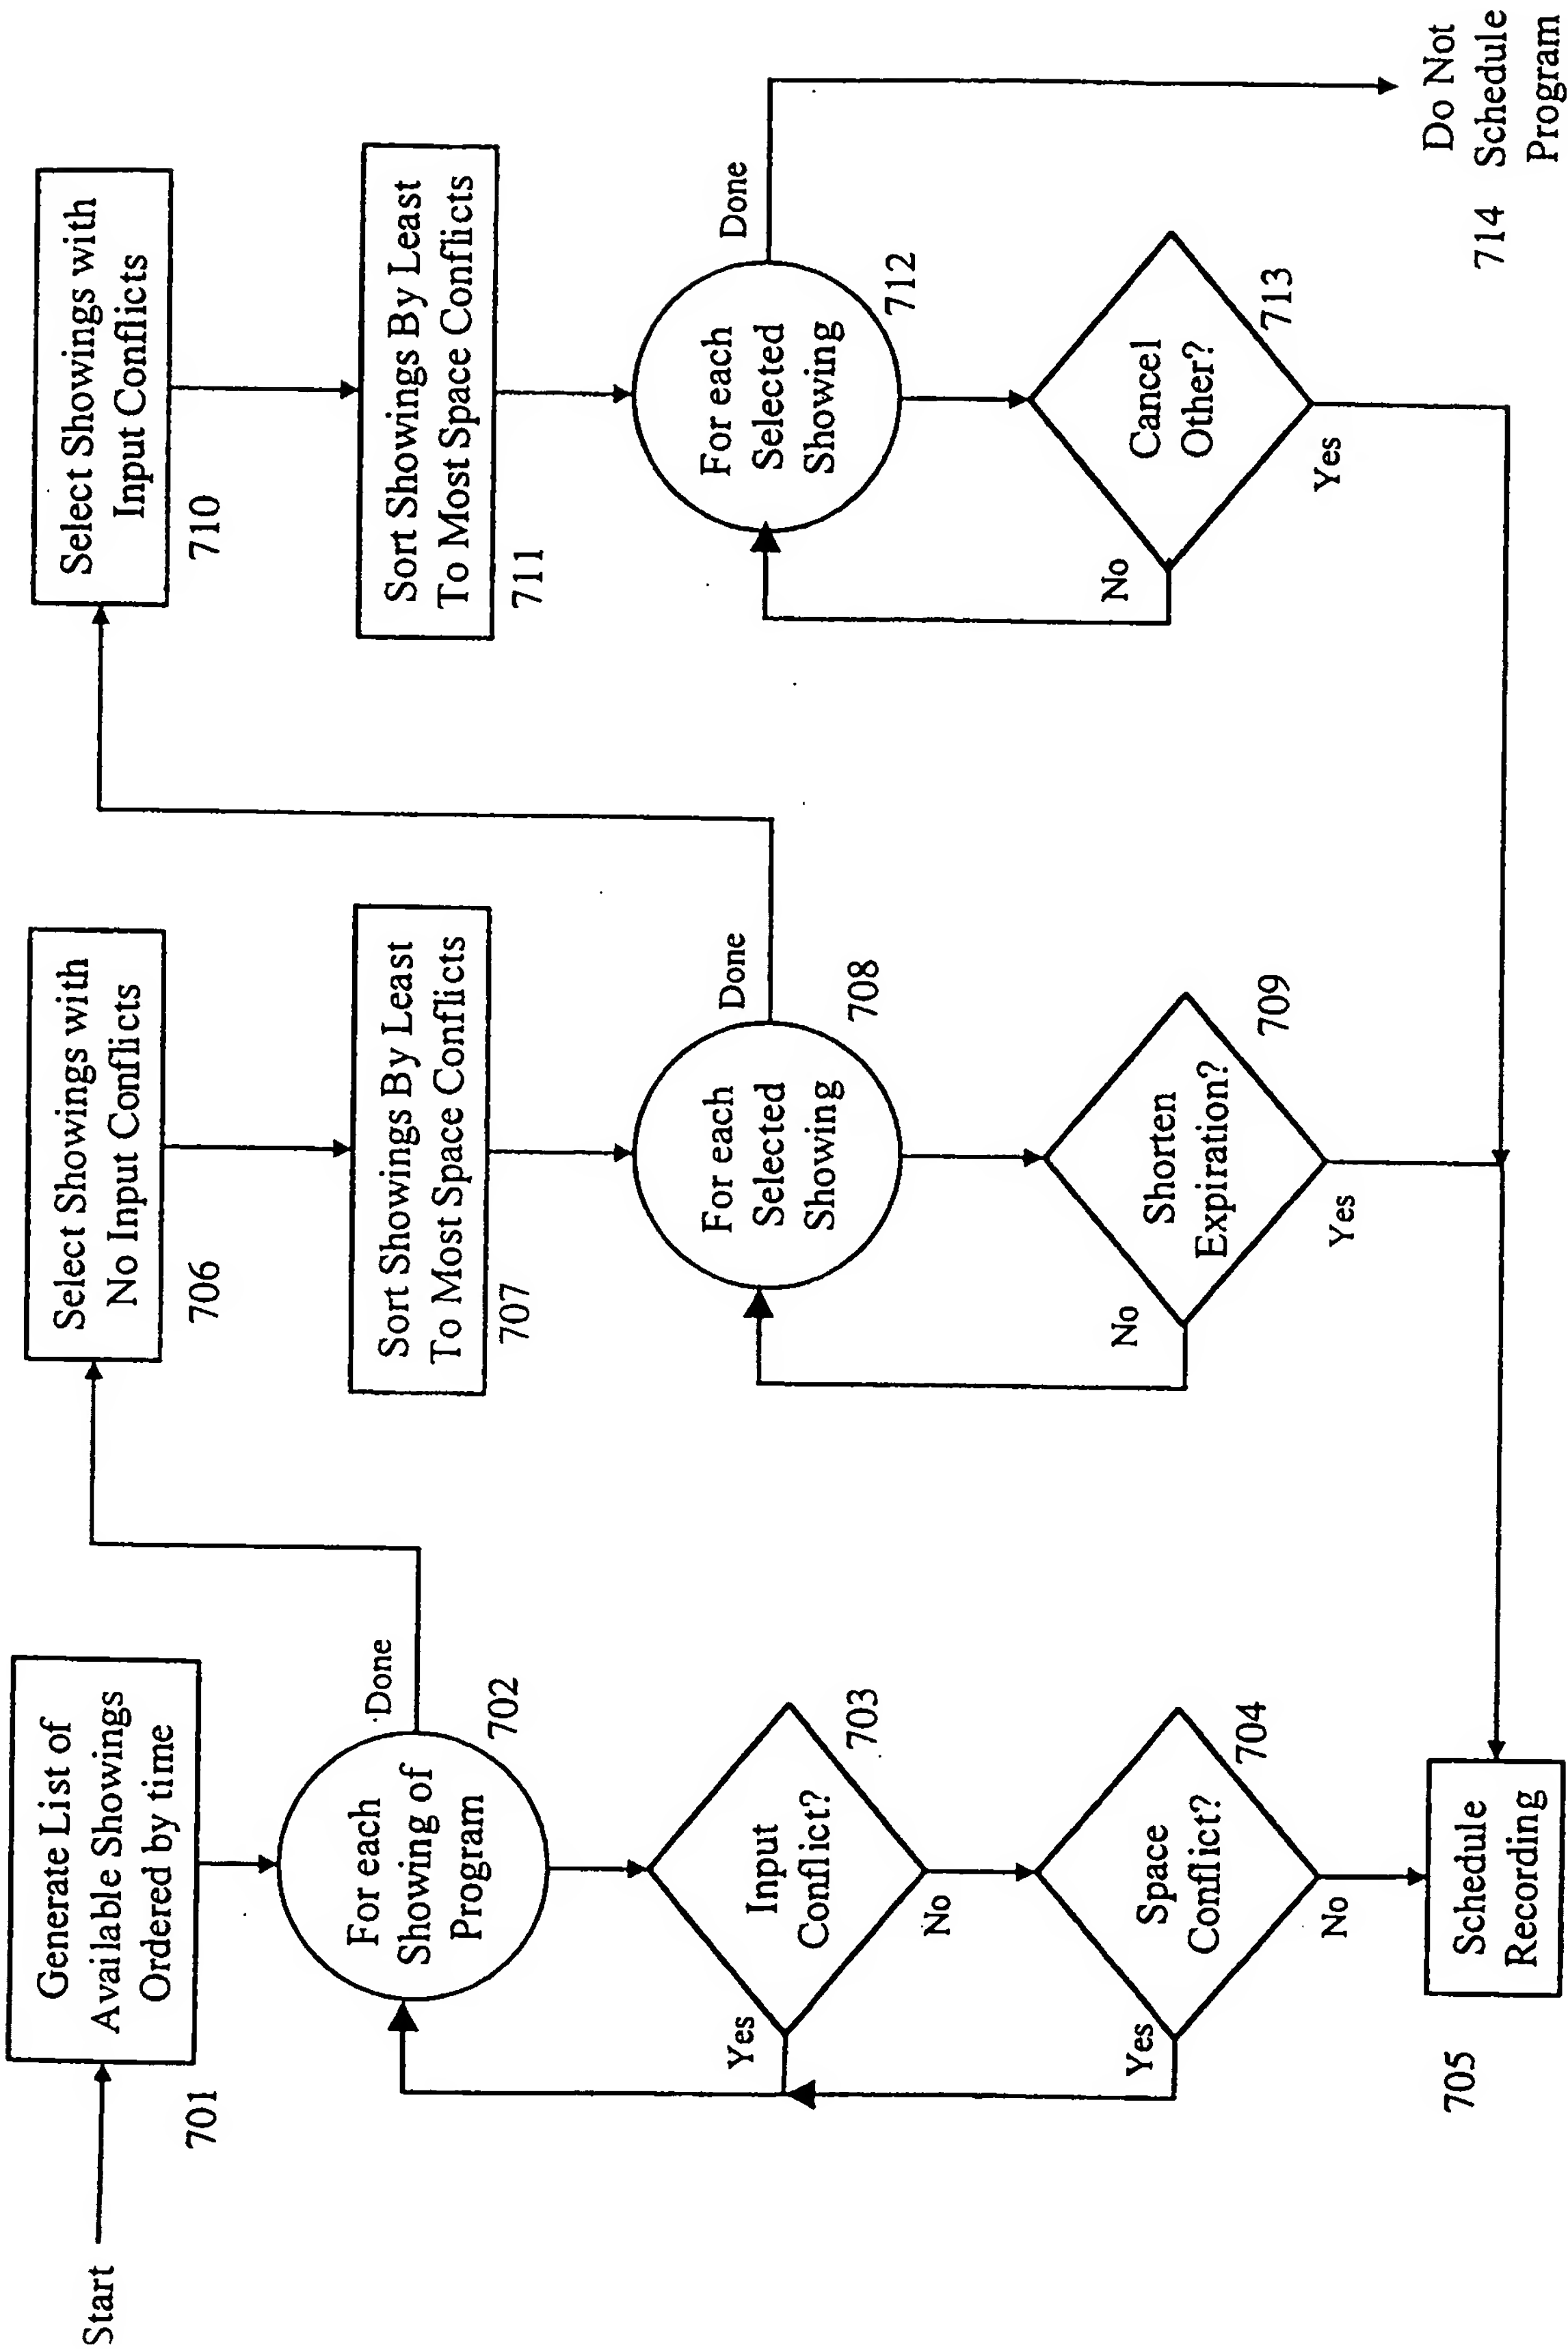 Start
Generate List of
Available Showings
Ordered by time
701
For each
Showing of
Program
Done
702
Input
Conflict?
703
Yes
No
Space
Conflict?
704
Yes
No
Schedule
Recording
705
Select Showings with
No Input Conflicts
706
Sort Showings By Least
To Most Space Conflicts
707
For each
Selected
Showing
Done
708
Shorten
Expiration?
709
No
Yes
Select Showings with
Input Conflicts
710
Sort Showings By Least
To Most Space Conflicts
711
For each
Selected
Showing
Done
712
Cancel
Other?
713
No
Yes
Do Not
714 Schedule
Program